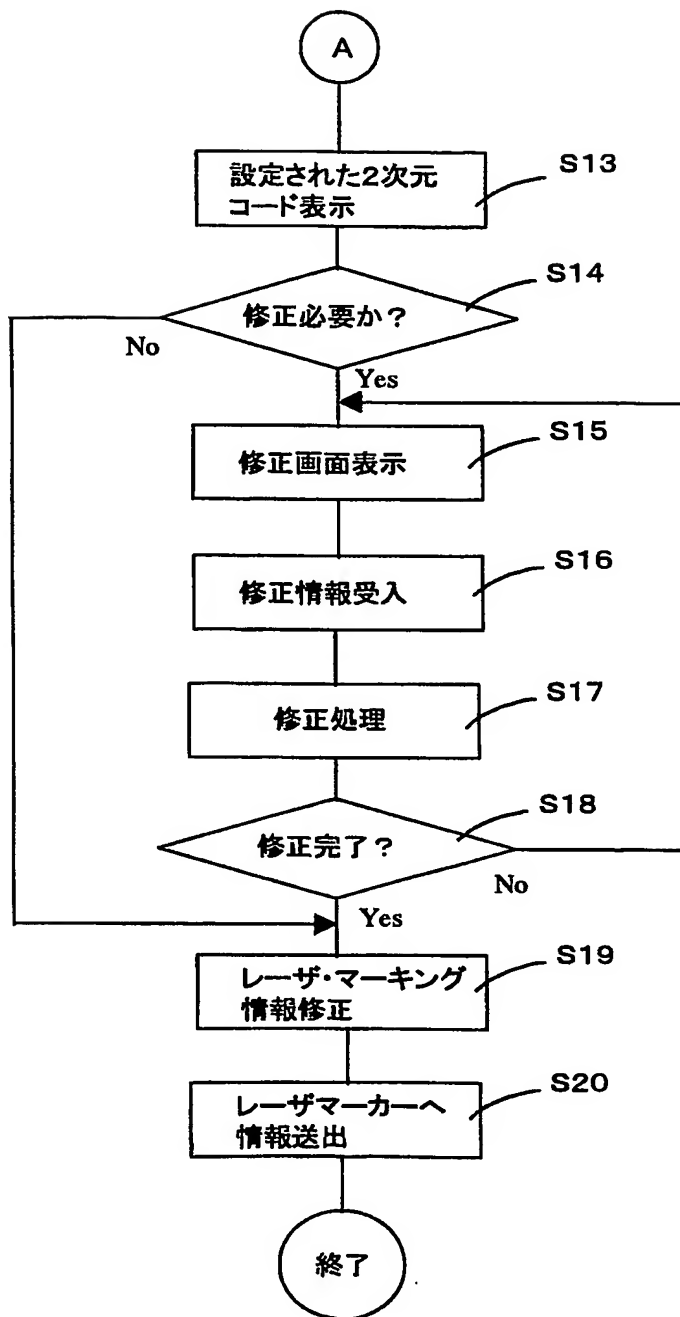 A
設定された2次元
コード表示
S13
修正必要か?
S14
No
Yes
修正画面表示
S15
修正情報受入
S16
修正処理
S17
修正完了?
S18
No
Yes
レーザ・マーキング
情報修正
S19
レーザマーカーへ
情報送出
S20
終了